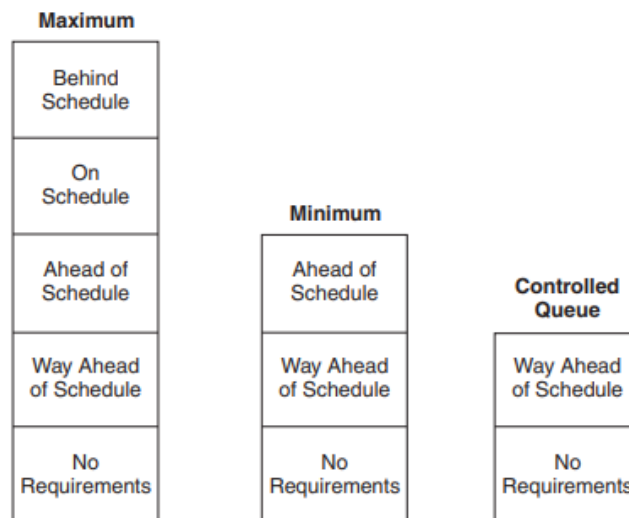 Maximum
Behind
Schedule
On
Schedule
Ahead of
Schedule
Way Ahead
of Schedule
No
Requirements
Minimum
Ahead of
Schedule
Way Ahead
of Schedule
No
Requirements
Controlled
Queue
Way Ahead
of Schedule
No
Requirements